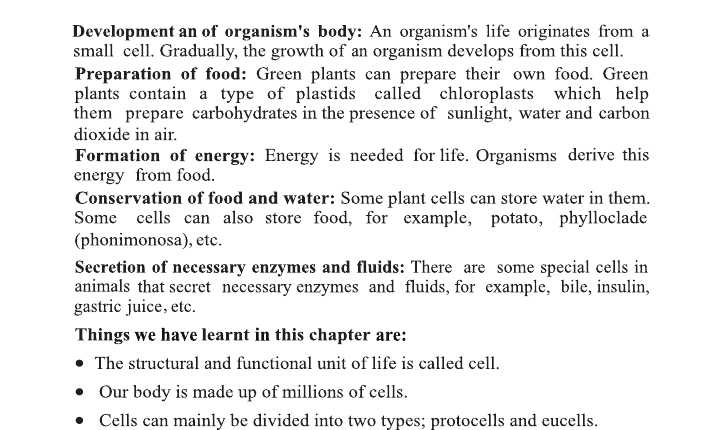 Development an of organism's body: An organism's life originates from a
small cell. Gradually, the growth of an organism develops from this cell.
Preparation of food: Green plants can prepare their own food. Green
plants contain a type of plastids called chloroplasts which help
them prepare carbohydrates in the presence of sunlight, water and carbon
dioxide in air.
Formation of energy: Energy is needed for life. Organisms derive this
energy from food.
Conservation of food and water: Some plant cells can store water in them.
Some cells can also store food, for example, potato, phylloclade
(phonimonosa), etc.
Secretion of necessary enzymes and fluids: There are some special cells in
animals that secret necessary enzymes and fluids, for example, bile, insulin,
gastric juice, etc.
Things we have learnt in this chapter are:
• The structural and functional unit of life is called cell.
• Our body is made up of millions of cells.
• Cells can mainly be divided into two types; protocells and eucells.